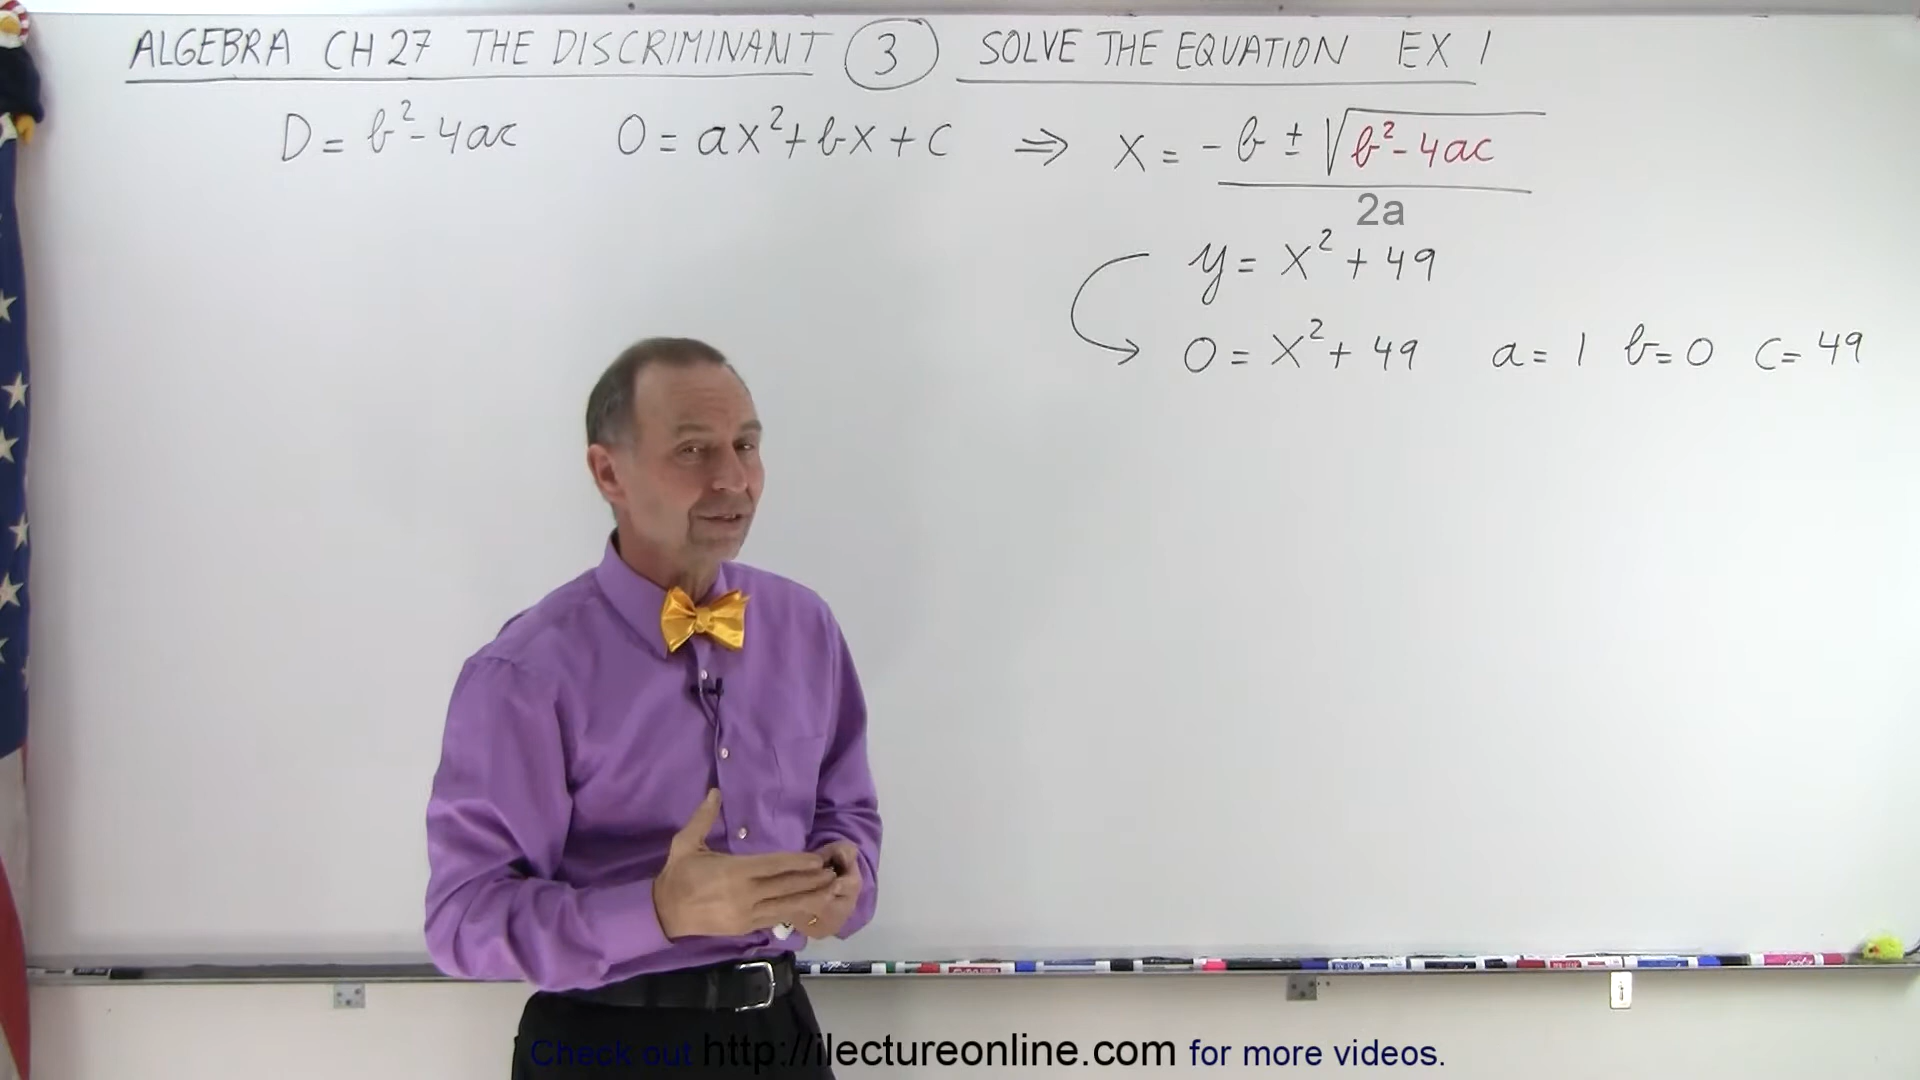 ALGEBRA CH 27 THE DISCRIMINANT 3 SOLVE THE EQUATION EX 1
D = b²-4ac 0 = ax²+bx+c ⇒ x = -b ± √b²-4ac
2a
y = x²+49
0 = x²+49 a=1 b=0 c=49
Check out http://ilectureonline.com for more videos.